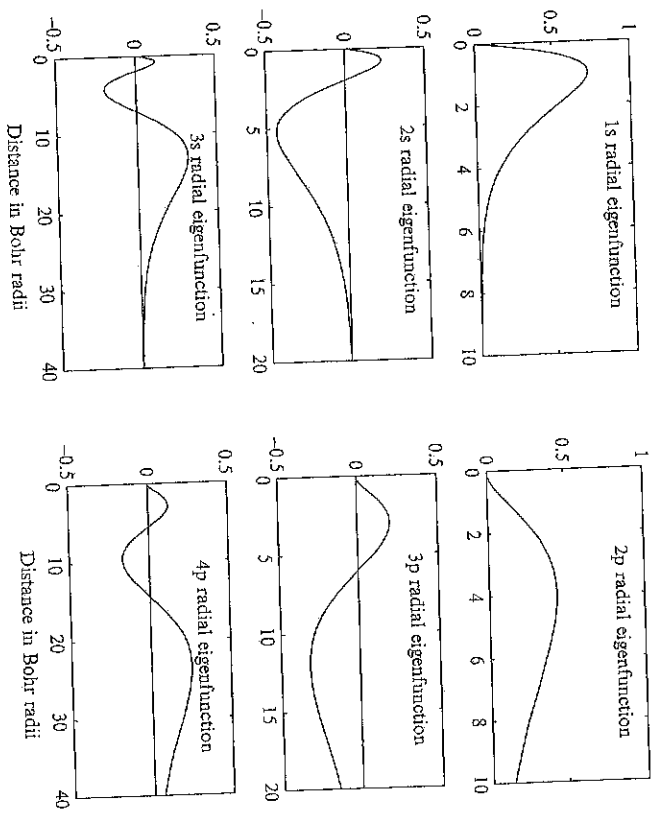 1s radial eigenfunction
1
0.5
0
0 2 4 6 8 10
2s radial eigenfunction
0.5
0
-0.5
0 5 10 15 20
3s radial eigenfunction
0.5
0
-0.5
0 10 20 30 40
Distance in Bohr radii
2p radial eigenfunction
1
0.5
0
0 2 4 6 8 10
3p radial eigenfunction
0.5
0
-0.5
0 5 10 15 20
4p radial eigenfunction
0.5
0
-0.5
0 10 20 30 40
Distance in Bohr radii